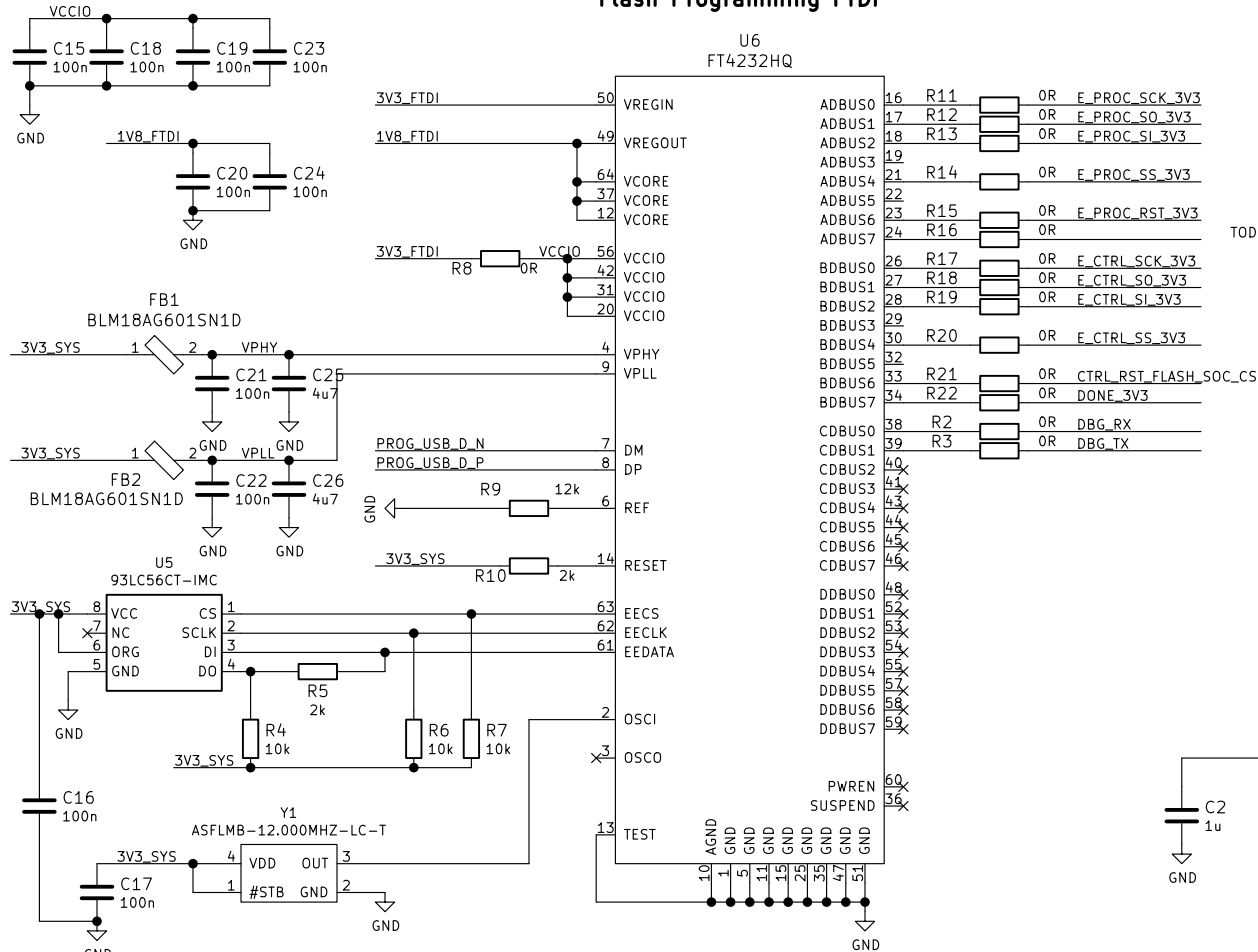 Flash Programming FTDI
VCCIO
C15 100n
C18 100n
C19 100n
C23 100n
GND
1V8_FTDI
C20 100n
C24 100n
GND
FB1
BLM18AG601SN1D
3V3_SYS 1 2 VPHY
C21 100n
C25 4u7
GND GND
3V3_SYS 1 2 VPLL
FB2
BLM18AG601SN1D
C22 100n
C26 4u7
GND GND
U5
93LC56CT-IMC
3V3_SYS
8 VCC CS 1
7 NC SCLK 2
6 ORG DI 3
5 GND DO 4
GND
R5
2k
R4 10k
R6 10k
R7 10k
3V3_SYS
C16 100n
Y1
ASFLMB-12.000MHZ-LC-T
3V3_SYS 4 VDD OUT 3
1 #STB GND 2
C17 100n
GND
GND
U6
FT4232HQ
3V3_FTDI 50 VREGIN
1V8_FTDI 49 VREGOUT
64 VCORE
37 VCORE
12 VCORE
3V3_FTDI R8 0R VCCIO 56 VCCIO
42 VCCIO
31 VCCIO
20 VCCIO
4 VPHY
9 VPLL
PROG_USB_D_N 7 DM
PROG_USB_D_P 8 DP
GND R9 12k 6 REF
3V3_SYS R10 2k 14 RESET
63 EECS
62 EECLK
61 EEDATA
2 OSCI
3 OSCO
13 TEST
ADBUS0 16 R11 0R E_PROC_SCK_3V3
ADBUS1 17 R12 0R E_PROC_SO_3V3
ADBUS2 18 R13 0R E_PROC_SI_3V3
ADBUS3 19
ADBUS4 21 R14 0R E_PROC_SS_3V3
ADBUS5 22
ADBUS6 23 R15 0R E_PROC_RST_3V3
ADBUS7 24 R16 0R
TOD
BDBUS0 26 R17 0R E_CTRL_SCK_3V3
BDBUS1 27 R18 0R E_CTRL_SO_3V3
BDBUS2 28 R19 0R E_CTRL_SI_3V3
BDBUS3 29
BDBUS4 30 R20 0R E_CTRL_SS_3V3
BDBUS5 32
BDBUS6 33 R21 0R CTRL_RST_FLASH_SOC_CS
BDBUS7 34 R22 0R DONE_3V3
CDBUS0 38 R2 0R DBG_RX
CDBUS1 39 R3 0R DBG_TX
CDBUS2 40
CDBUS3 41
CDBUS4 43
CDBUS5 44
CDBUS6 45
CDBUS7 46
DDBUS0 48
DDBUS1 52
DDBUS2 53
DDBUS3 54
DDBUS4 55
DDBUS5 57
DDBUS6 58
DDBUS7 59
PWREN 60
SUSPEND 36
AGND GND GND GND GND GND GND GND GND
10 1 5 11 15 25 35 47 51
GND
C2
1u
GND